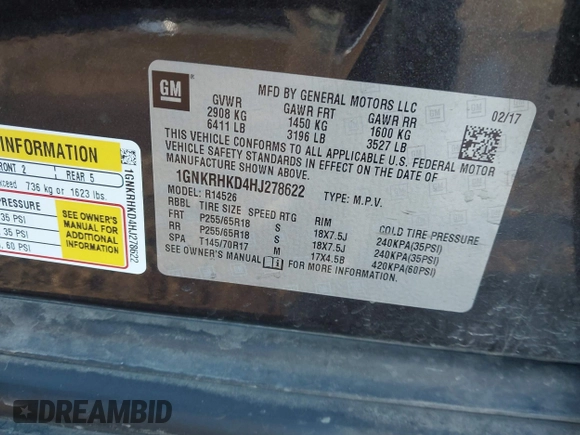 GM
MFD BY GENERAL MOTORS LLC
02/17
GVWR GAWR FRT GAWR RR
2908 KG 1450 KG 1600 KG
6411 LB 3196 LB 3527 LB
THIS VEHICLE CONFORMS TO ALL APPLICABLE U.S. FEDERAL MOTOR
VEHICLE SAFETY STANDARDS IN EFFECT ON THE DATE OF
MANUFACTURE SHOWN ABOVE.
1GNKRHKD4HJ278622 TYPE: M.P.V.
MODEL: R14526
RBBL TIRE SIZE SPEED RTG RIM COLD TIRE PRESSURE
FRT P255/65R18 S 18X7.5J 240KPA(35PSI)
RR P255/65R18 S 18X7.5J 240KPA(35PSI)
SPA T145/70R17 M 17X4.5B 420KPA(60PSI)
SEE OWNER'S MANUAL FOR MORE INFORMATION.
INFORMATION
FRONT 2 REAR 5
exceed 736 kg or 1623 lbs.
PRESSURE
35 PSI
35 PSI
60 PSI
SEE OWNER'S
MANUAL FOR
ADDITIONAL
INFORMATION
1GNKRHKD4HJ278622
DREAMBID